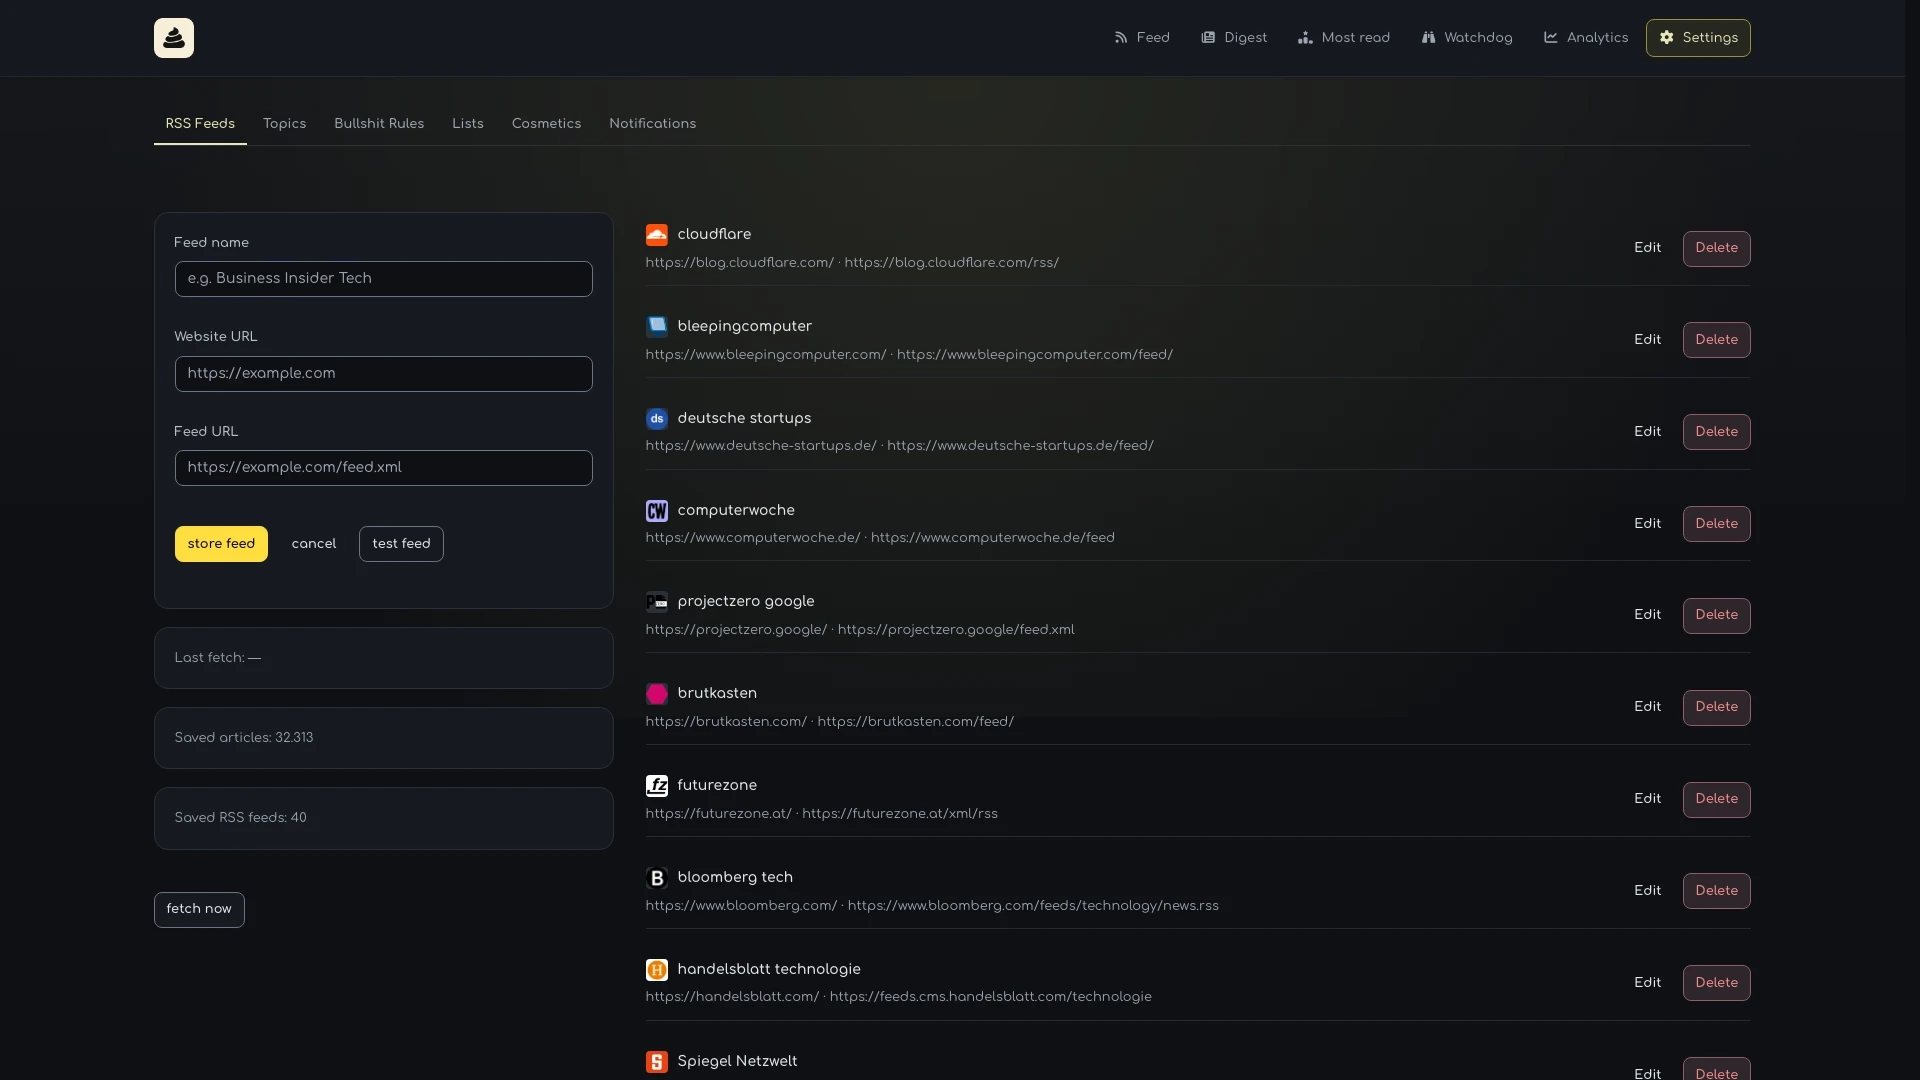 Feed
Digest
Most read
Watchdog
Analytics
Settings
RSS Feeds
Topics
Bullshit Rules
Lists
Cosmetics
Notifications
Feed name
e.g. Business Insider Tech
Website URL
https://example.com
Feed URL
https://example.com/feed.xml
store feed
cancel
test feed
Last fetch: —
Saved articles: 32.313
Saved RSS feeds: 40
fetch now
cloudflare
https://blog.cloudflare.com/ · https://blog.cloudflare.com/rss/
Edit
Delete
bleepingcomputer
https://www.bleepingcomputer.com/ · https://www.bleepingcomputer.com/feed/
Edit
Delete
ds
deutsche startups
https://www.deutsche-startups.de/ · https://www.deutsche-startups.de/feed/
Edit
Delete
CW
computerwoche
https://www.computerwoche.de/ · https://www.computerwoche.de/feed
Edit
Delete
projectzero google
https://projectzero.google/ · https://projectzero.google/feed.xml
Edit
Delete
brutkasten
https://brutkasten.com/ · https://brutkasten.com/feed/
Edit
Delete
fz
futurezone
https://futurezone.at/ · https://futurezone.at/xml/rss
Edit
Delete
B
bloomberg tech
https://www.bloomberg.com/ · https://www.bloomberg.com/feeds/technology/news.rss
Edit
Delete
H
handelsblatt technologie
https://handelsblatt.com/ · https://feeds.cms.handelsblatt.com/technologie
Edit
Delete
S
Spiegel Netzwelt
Edit
Delete